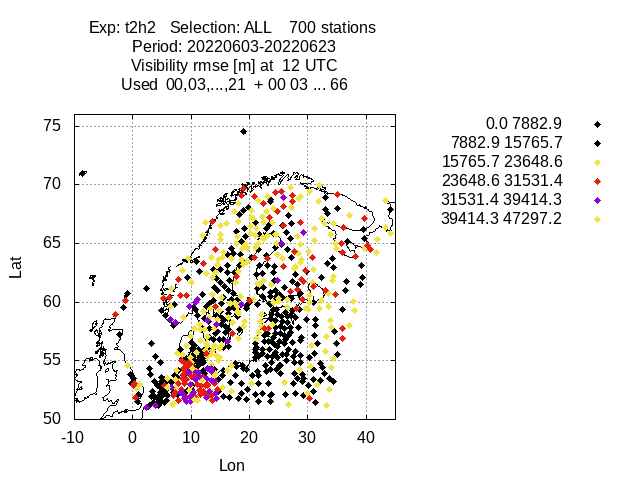 Exp: t2h2 Selection: ALL 700 stations
Period: 20220603-20220623
Visibility rmse [m] at 12 UTC
Used 00,03,...,21 + 00 03 ... 66
0.0 7882.9
7882.9 15765.7
15765.7 23648.6
23648.6 31531.4
31531.4 39414.3
39414.3 47297.2
75
70
65
60
55
50
Lat
-10 0 10 20 30 40
Lon